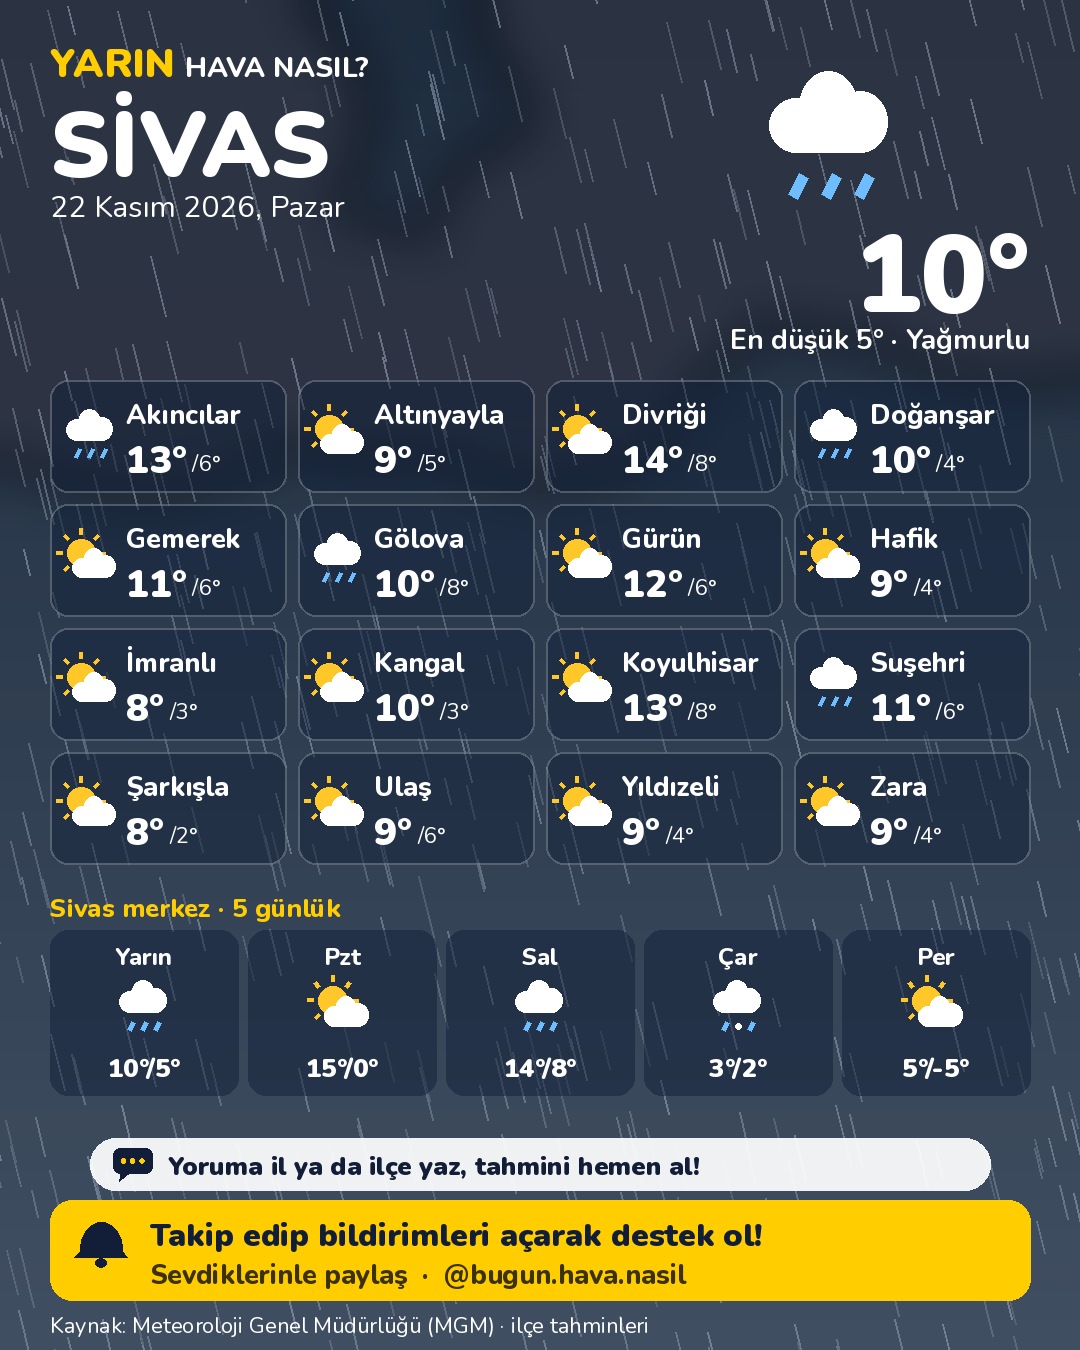 YARIN HAVA NASIL?
SİVAS
22 Kasım 2026, Pazar
10°
En düşük 5° · Yağmurlu
Akıncılar
13° /6°
Altınyayla
9° /5°
Divriği
14° /8°
Doğanşar
10° /4°
Gemerek
11° /6°
Gölova
10° /8°
Gürün
12° /6°
Hafik
9° /4°
İmranlı
8° /3°
Kangal
10° /3°
Koyulhisar
13° /8°
Suşehri
11° /6°
Şarkışla
8° /2°
Ulaş
9° /6°
Yıldızeli
9° /4°
Zara
9° /4°
Sivas merkez · 5 günlük
Yarın
10°/5°
Pzt
15°/0°
Sal
14°/8°
Çar
3°/2°
Per
5°/-5°
Yoruma il ya da ilçe yaz, tahmini hemen al!
Takip edip bildirimleri açarak destek ol!
Sevdiklerinle paylaş · @bugun.hava.nasil
Kaynak: Meteoroloji Genel Müdürlüğü (MGM) · ilçe tahminleri